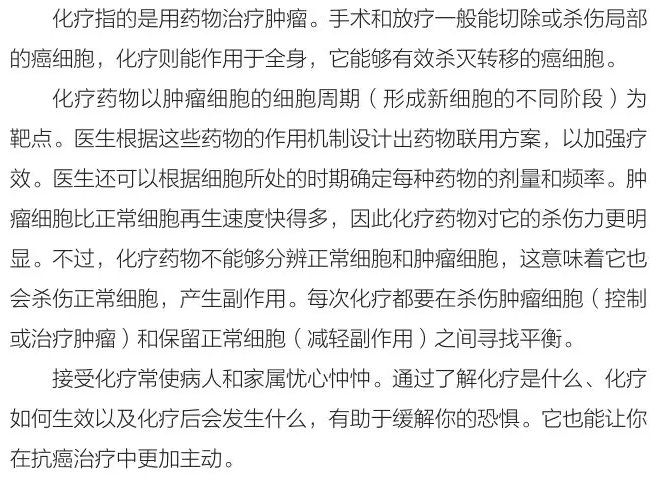 化疗指的是用药物治疗肿瘤。手术和放疗一般能切除或杀伤局部
的癌细胞，化疗则能作用于全身，它能够有效杀灭转移的癌细胞。
化疗药物以肿瘤细胞的细胞周期（形成新细胞的不同阶段）为
靶点。医生根据这些药物的作用机制设计出药物联用方案，以加强疗
效。医生还可以根据细胞所处的时期确定每种药物的剂量和频率。肿
瘤细胞比正常细胞再生速度快得多，因此化疗药物对它的杀伤力更明
显。不过，化疗药物不能够分辨正常细胞和肿瘤细胞，这意味着它也
会杀伤正常细胞，产生副作用。每次化疗都要在杀伤肿瘤细胞（控制
或治疗肿瘤）和保留正常细胞（减轻副作用）之间寻找平衡。
接受化疗常使病人和家属忧心忡忡。通过了解化疗是什么、化疗
如何生效以及化疗后会发生什么，有助于缓解你的恐惧。它也能让你
在抗癌治疗中更加主动。